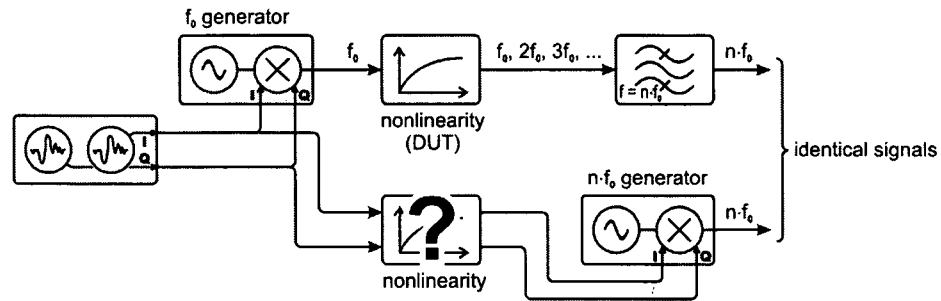 f₀ generator
I
Q
f₀
nonlinearity
(DUT)
f₀, 2f₀, 3f₀, ...
f = n·f₀
n·f₀
I
Q
identical signals
?
nonlinearity
n·f₀ generator
I
Q
n·f₀